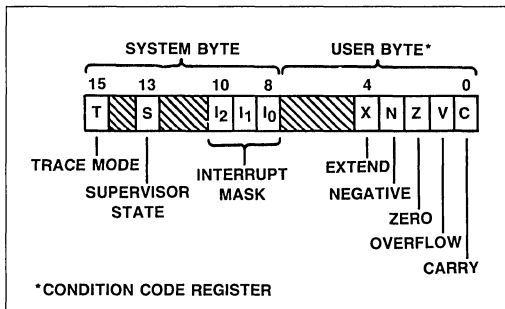 SYSTEM BYTE USER BYTE*
15 13 10 8 4 0
T S I2 I1 I0 X N Z V C
TRACE MODE
SUPERVISOR
STATE
INTERRUPT
MASK
EXTEND
NEGATIVE
ZERO
OVERFLOW
CARRY
*CONDITION CODE REGISTER